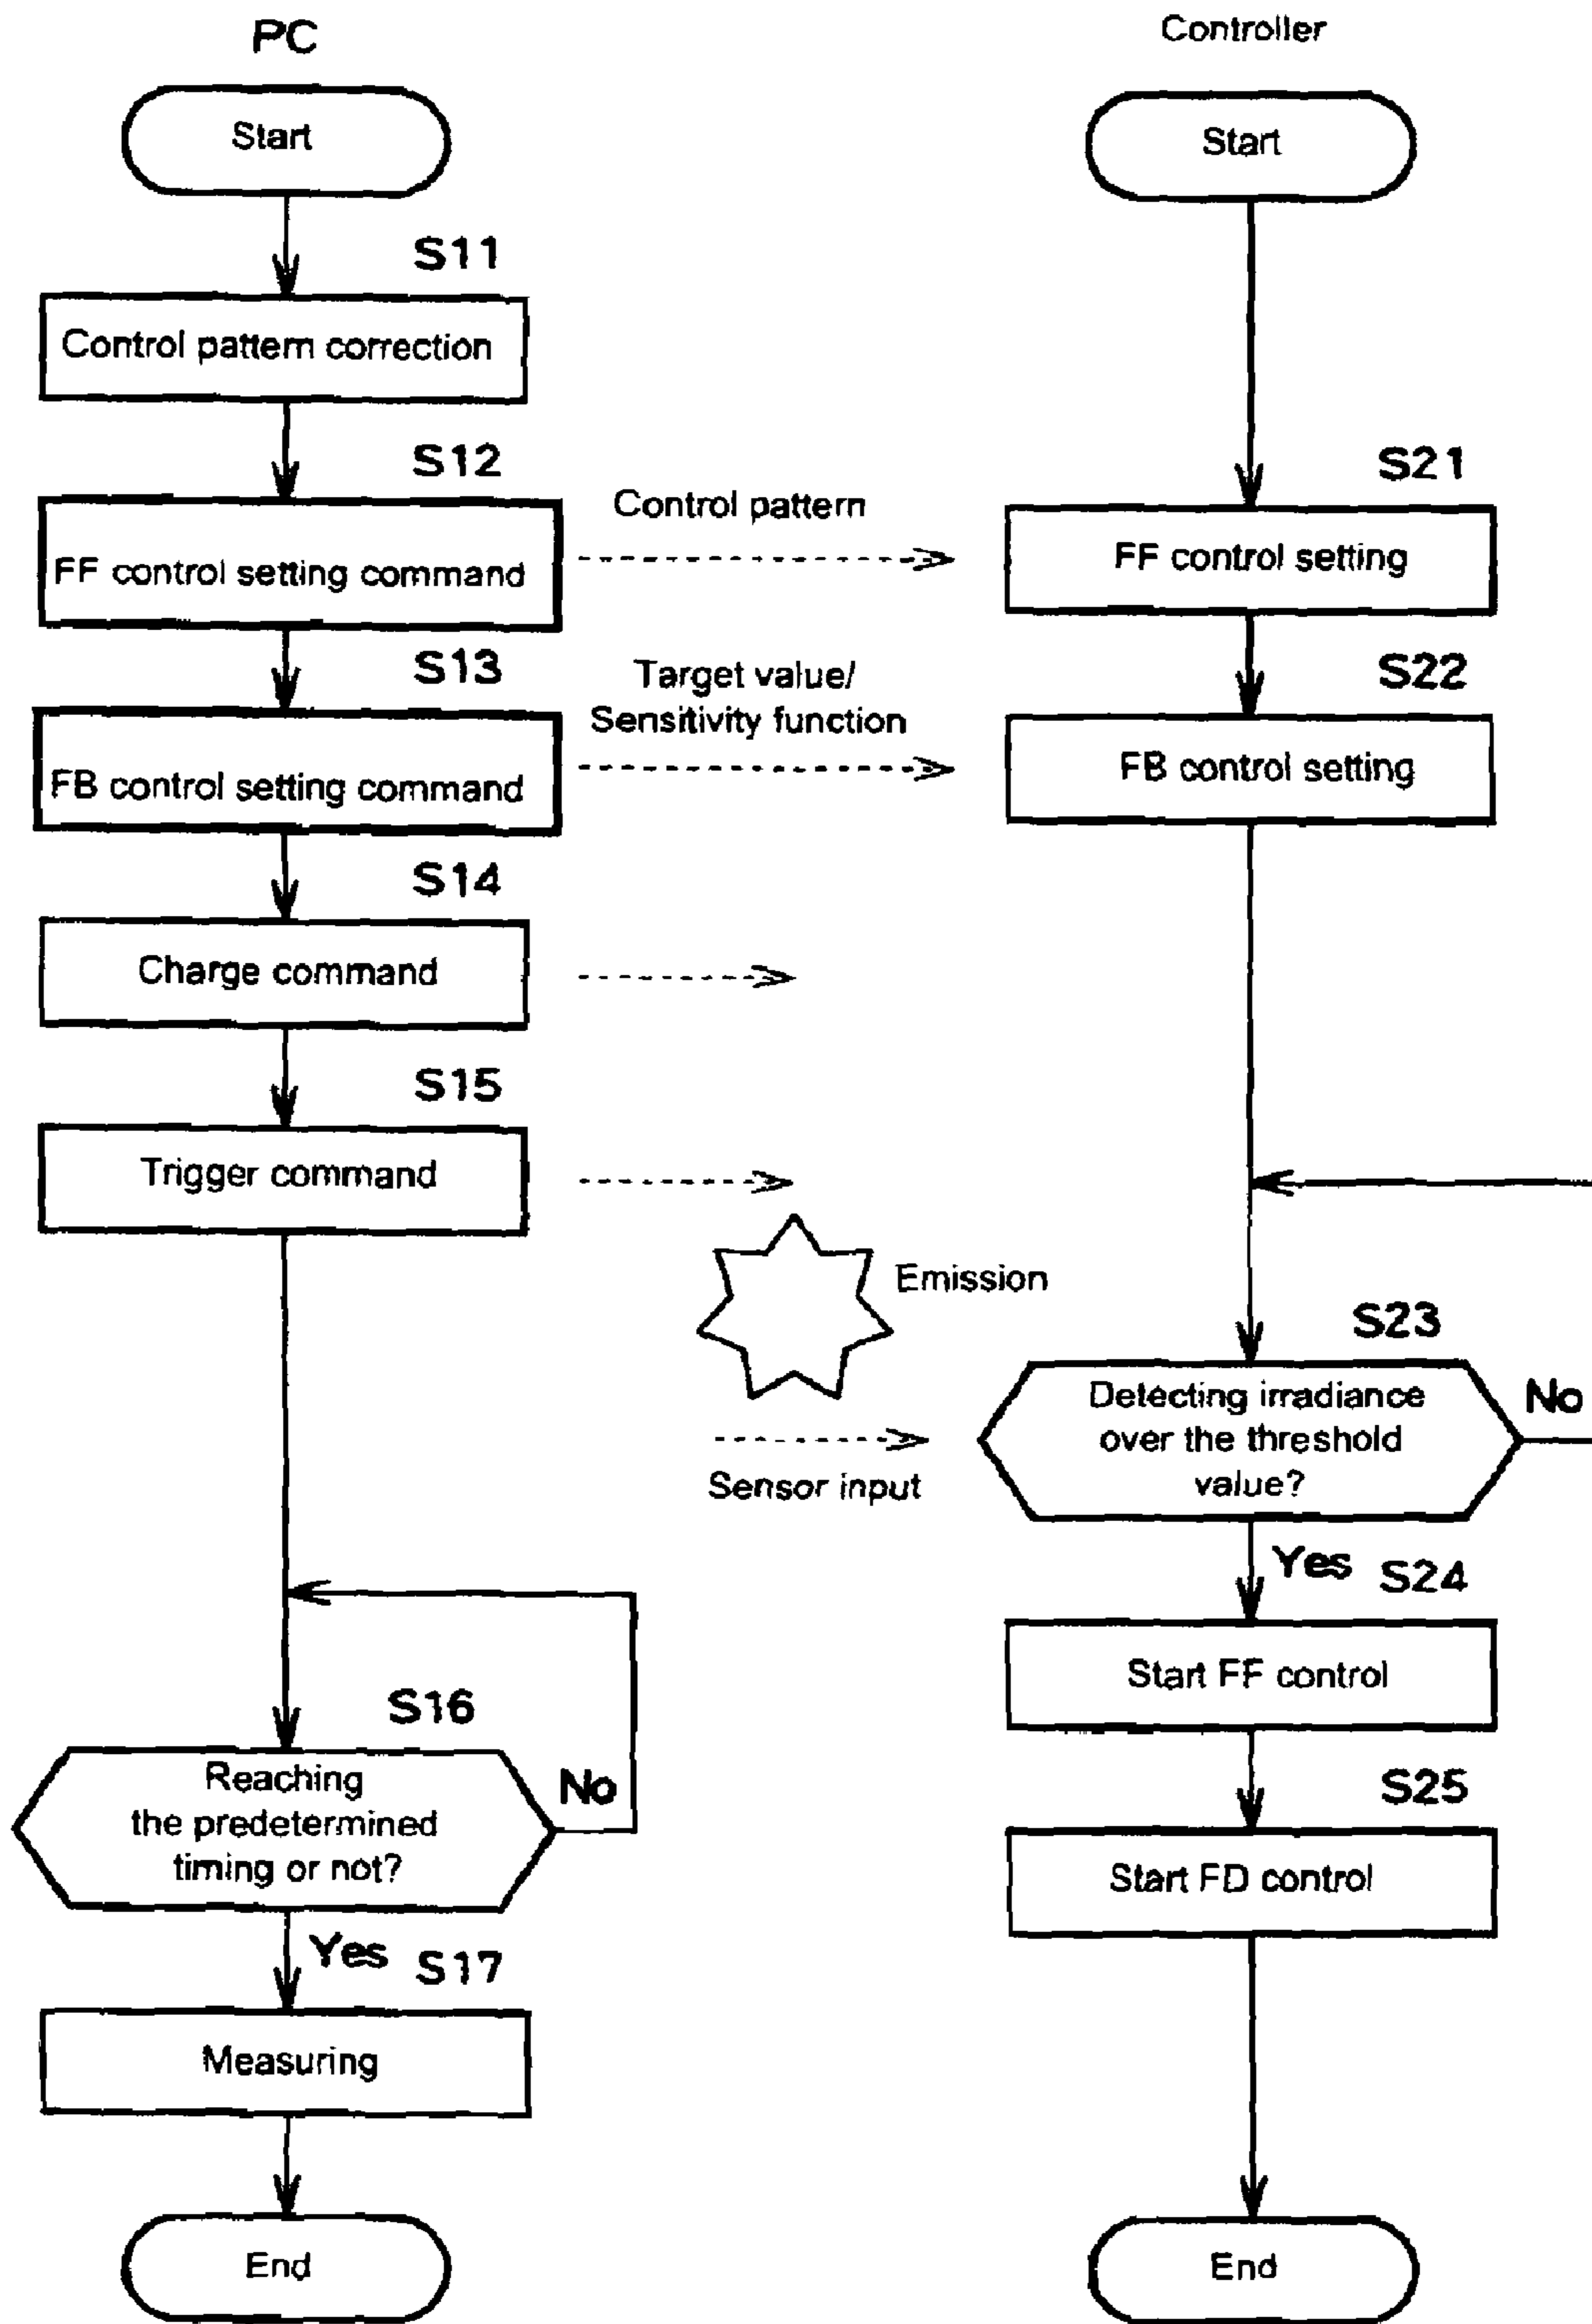 PC
Start
S11
Control pattern correction
S12
FF control setting command
S13
FB control setting command
S14
Charge command
S15
Trigger command
S16
Reaching
the predetermined
timing or not?
No
Yes
S17
Measuring
End
Control pattern
Target value/
Sensitivity function
Emission
Sensor input
Controller
Start
S21
FF control setting
S22
FB control setting
S23
Detecting irradiance
over the threshold
value?
No
Yes
S24
Start FF control
S25
Start FD control
End